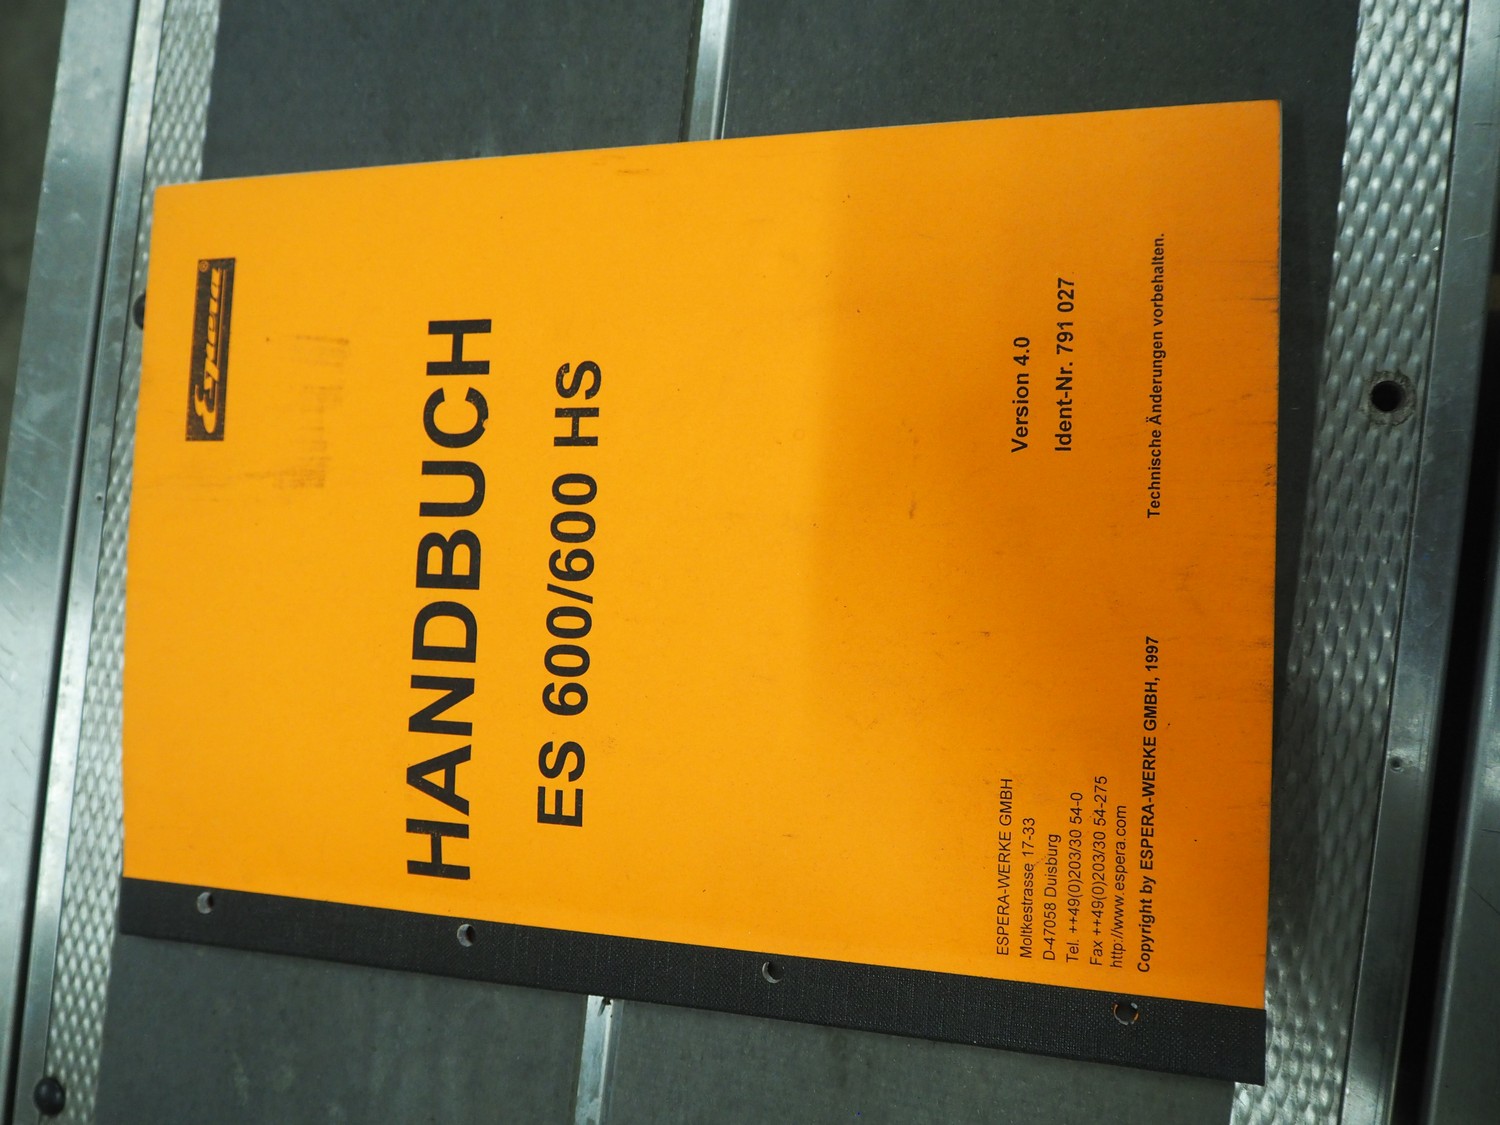 Espera®
HANDBUCH
ES 600/600 HS
Version 4.0
Ident-Nr. 791 027
ESPERA-WERKE GMBH
Moltkestrasse 17-33
D-47058 Duisburg
Tel. ++49(0)203/30 54-0
Fax ++49(0)203/30 54-275
http://www.espera.com
Copyright by ESPERA-WERKE GMBH, 1997
Technische Änderungen vorbehalten.